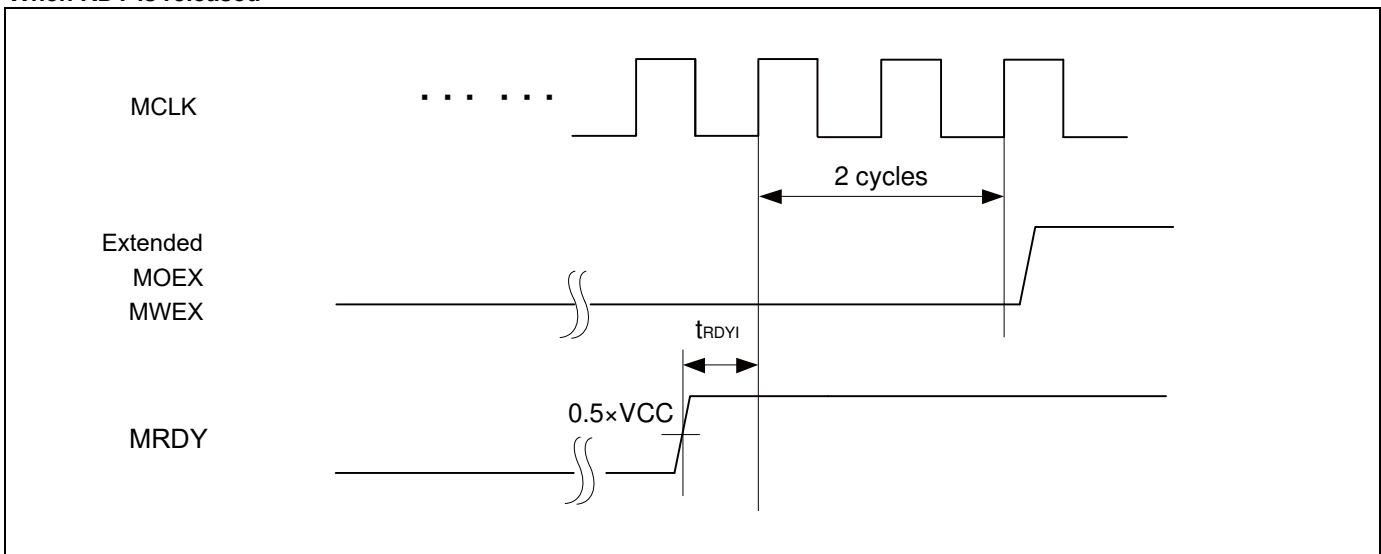 When RDY is released
MCLK
. . . . . .
2 cycles
Extended
MOEX
MWEX
tRDYI
0.5×VCC
MRDY